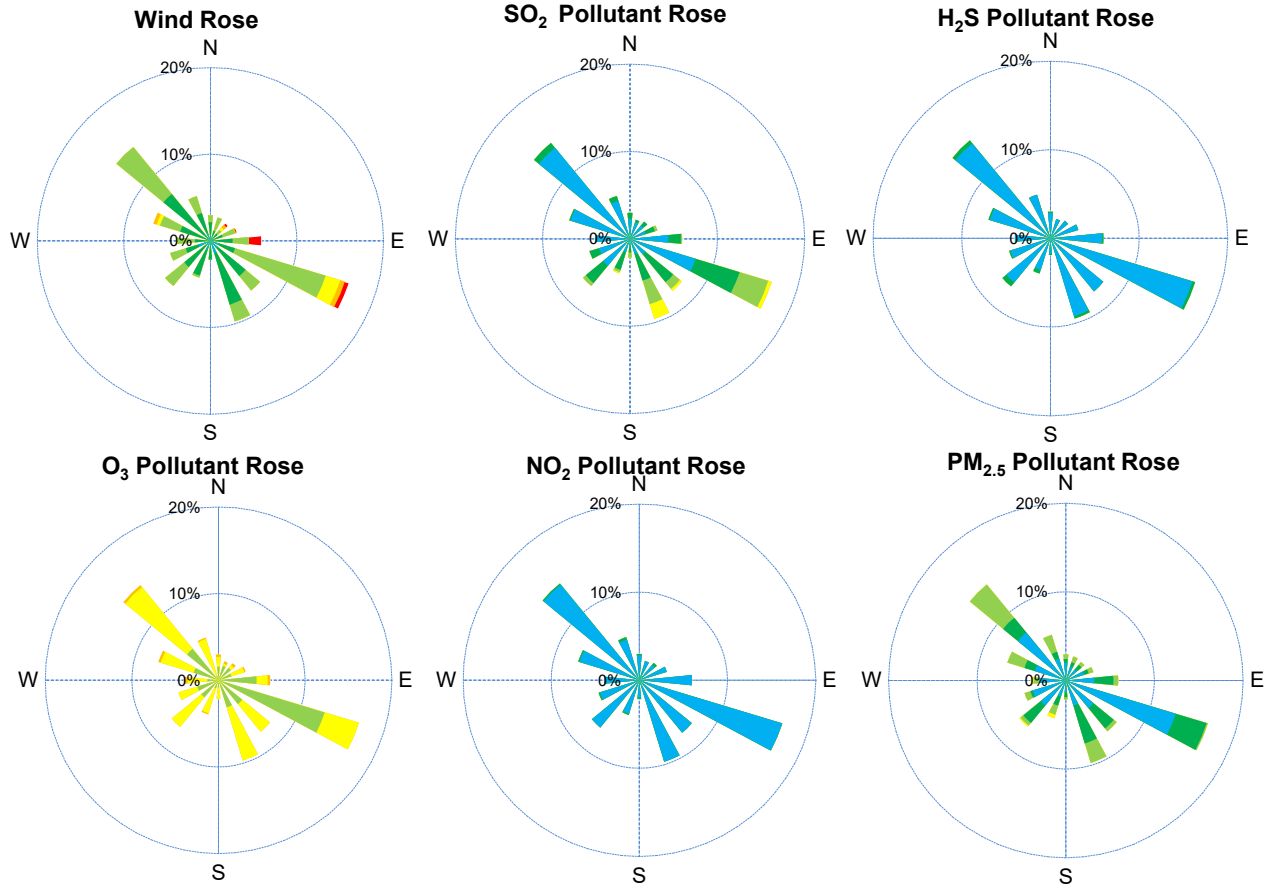 Wind Rose
N
20%
10%
W
0%
E
S
SO₂ Pollutant Rose
N
20%
10%
W
0%
E
S
H₂S Pollutant Rose
N
20%
10%
W
0%
E
S
O₃ Pollutant Rose
N
20%
10%
W
0%
E
S
NO₂ Pollutant Rose
N
20%
10%
W
0%
E
S
PM₂.₅ Pollutant Rose
N
20%
10%
W
0%
E
S